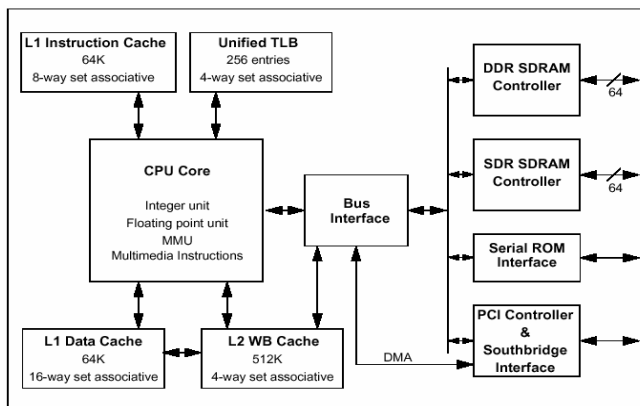 L1 Instruction Cache
64K
8-way set associative
Unified TLB
256 entries
4-way set associative
CPU Core
Integer unit
Floating point unit
MMU
Multimedia Instructions
Bus
Interface
L1 Data Cache
64K
16-way set associative
L2 WB Cache
512K
4-way set associative
DMA
DDR SDRAM
Controller
64
SDR SDRAM
Controller
64
Serial ROM
Interface
PCI Controller
&
Southbridge
Interface